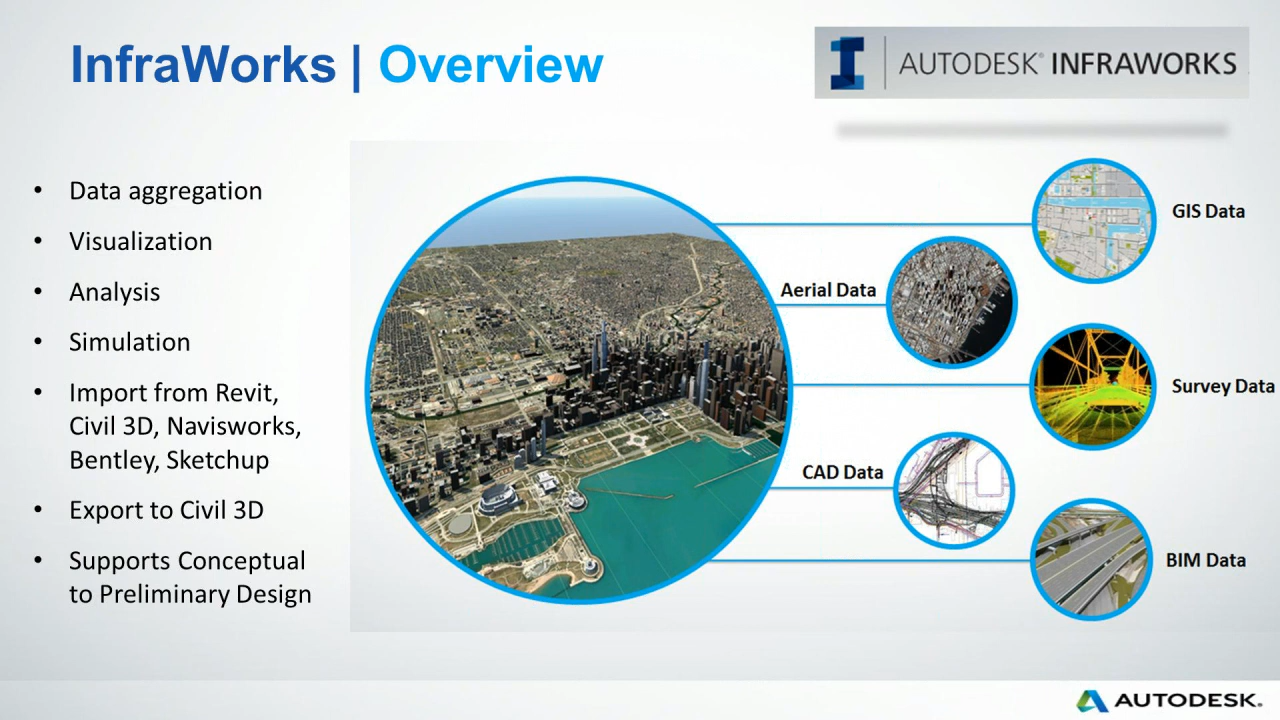 InfraWorks | Overview
AUTODESK® INFRAWORKS
• Data aggregation
• Visualization
• Analysis
• Simulation
• Import from Revit,
Civil 3D, Navisworks,
Bentley, Sketchup
• Export to Civil 3D
• Supports Conceptual
to Preliminary Design
GIS Data
Aerial Data
Survey Data
CAD Data
BIM Data
AUTODESK.